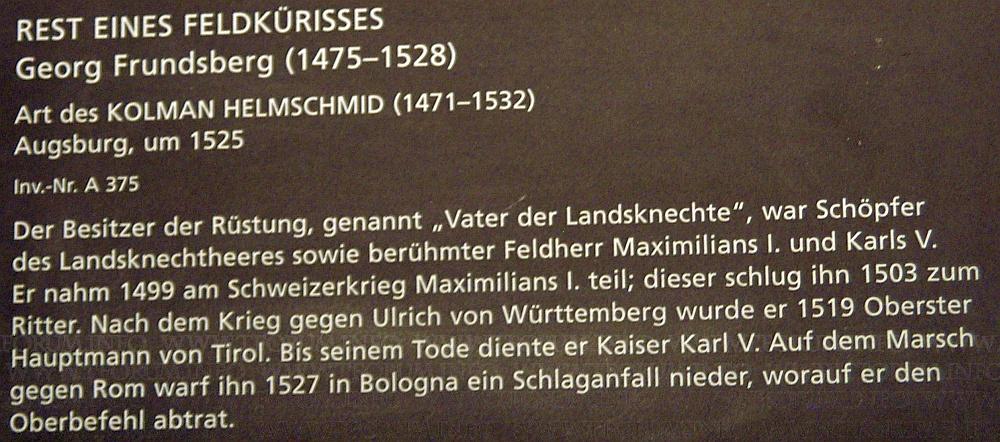 REST EINES FELDKÜRISSES
Georg Frundsberg (1475–1528)
Art des KOLMAN HELMSCHMID (1471–1532)
Augsburg, um 1525
Inv.-Nr. A 375
Der Besitzer der Rüstung, genannt „Vater der Landsknechte“, war Schöpfer
des Landsknechtheeres sowie berühmter Feldherr Maximilians I. und Karls V.
Er nahm 1499 am Schweizerkrieg Maximilians I. teil; dieser schlug ihn 1503 zum
Ritter. Nach dem Krieg gegen Ulrich von Württemberg wurde er 1519 Oberster
Hauptmann von Tirol. Bis seinem Tode diente er Kaiser Karl V. Auf dem Marsch
gegen Rom warf ihn 1527 in Bologna ein Schlaganfall nieder, worauf er den
Oberbefehl abtrat.